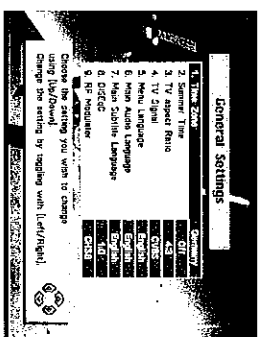 General Settings
1. Time Zone Germany
2. Summer Time Off
3. TV Aspect Ratio 4:3
4. TV Signal CVBS
5. Menu Language English
6. Main Audio Language English
7. Main Subtitle Language English
8. DiSEqC 1.0
9. RF Modulator CH38
Choose the setting you wish to change
using [Up/Down].
Change the setting by toggling with [Left/Right].